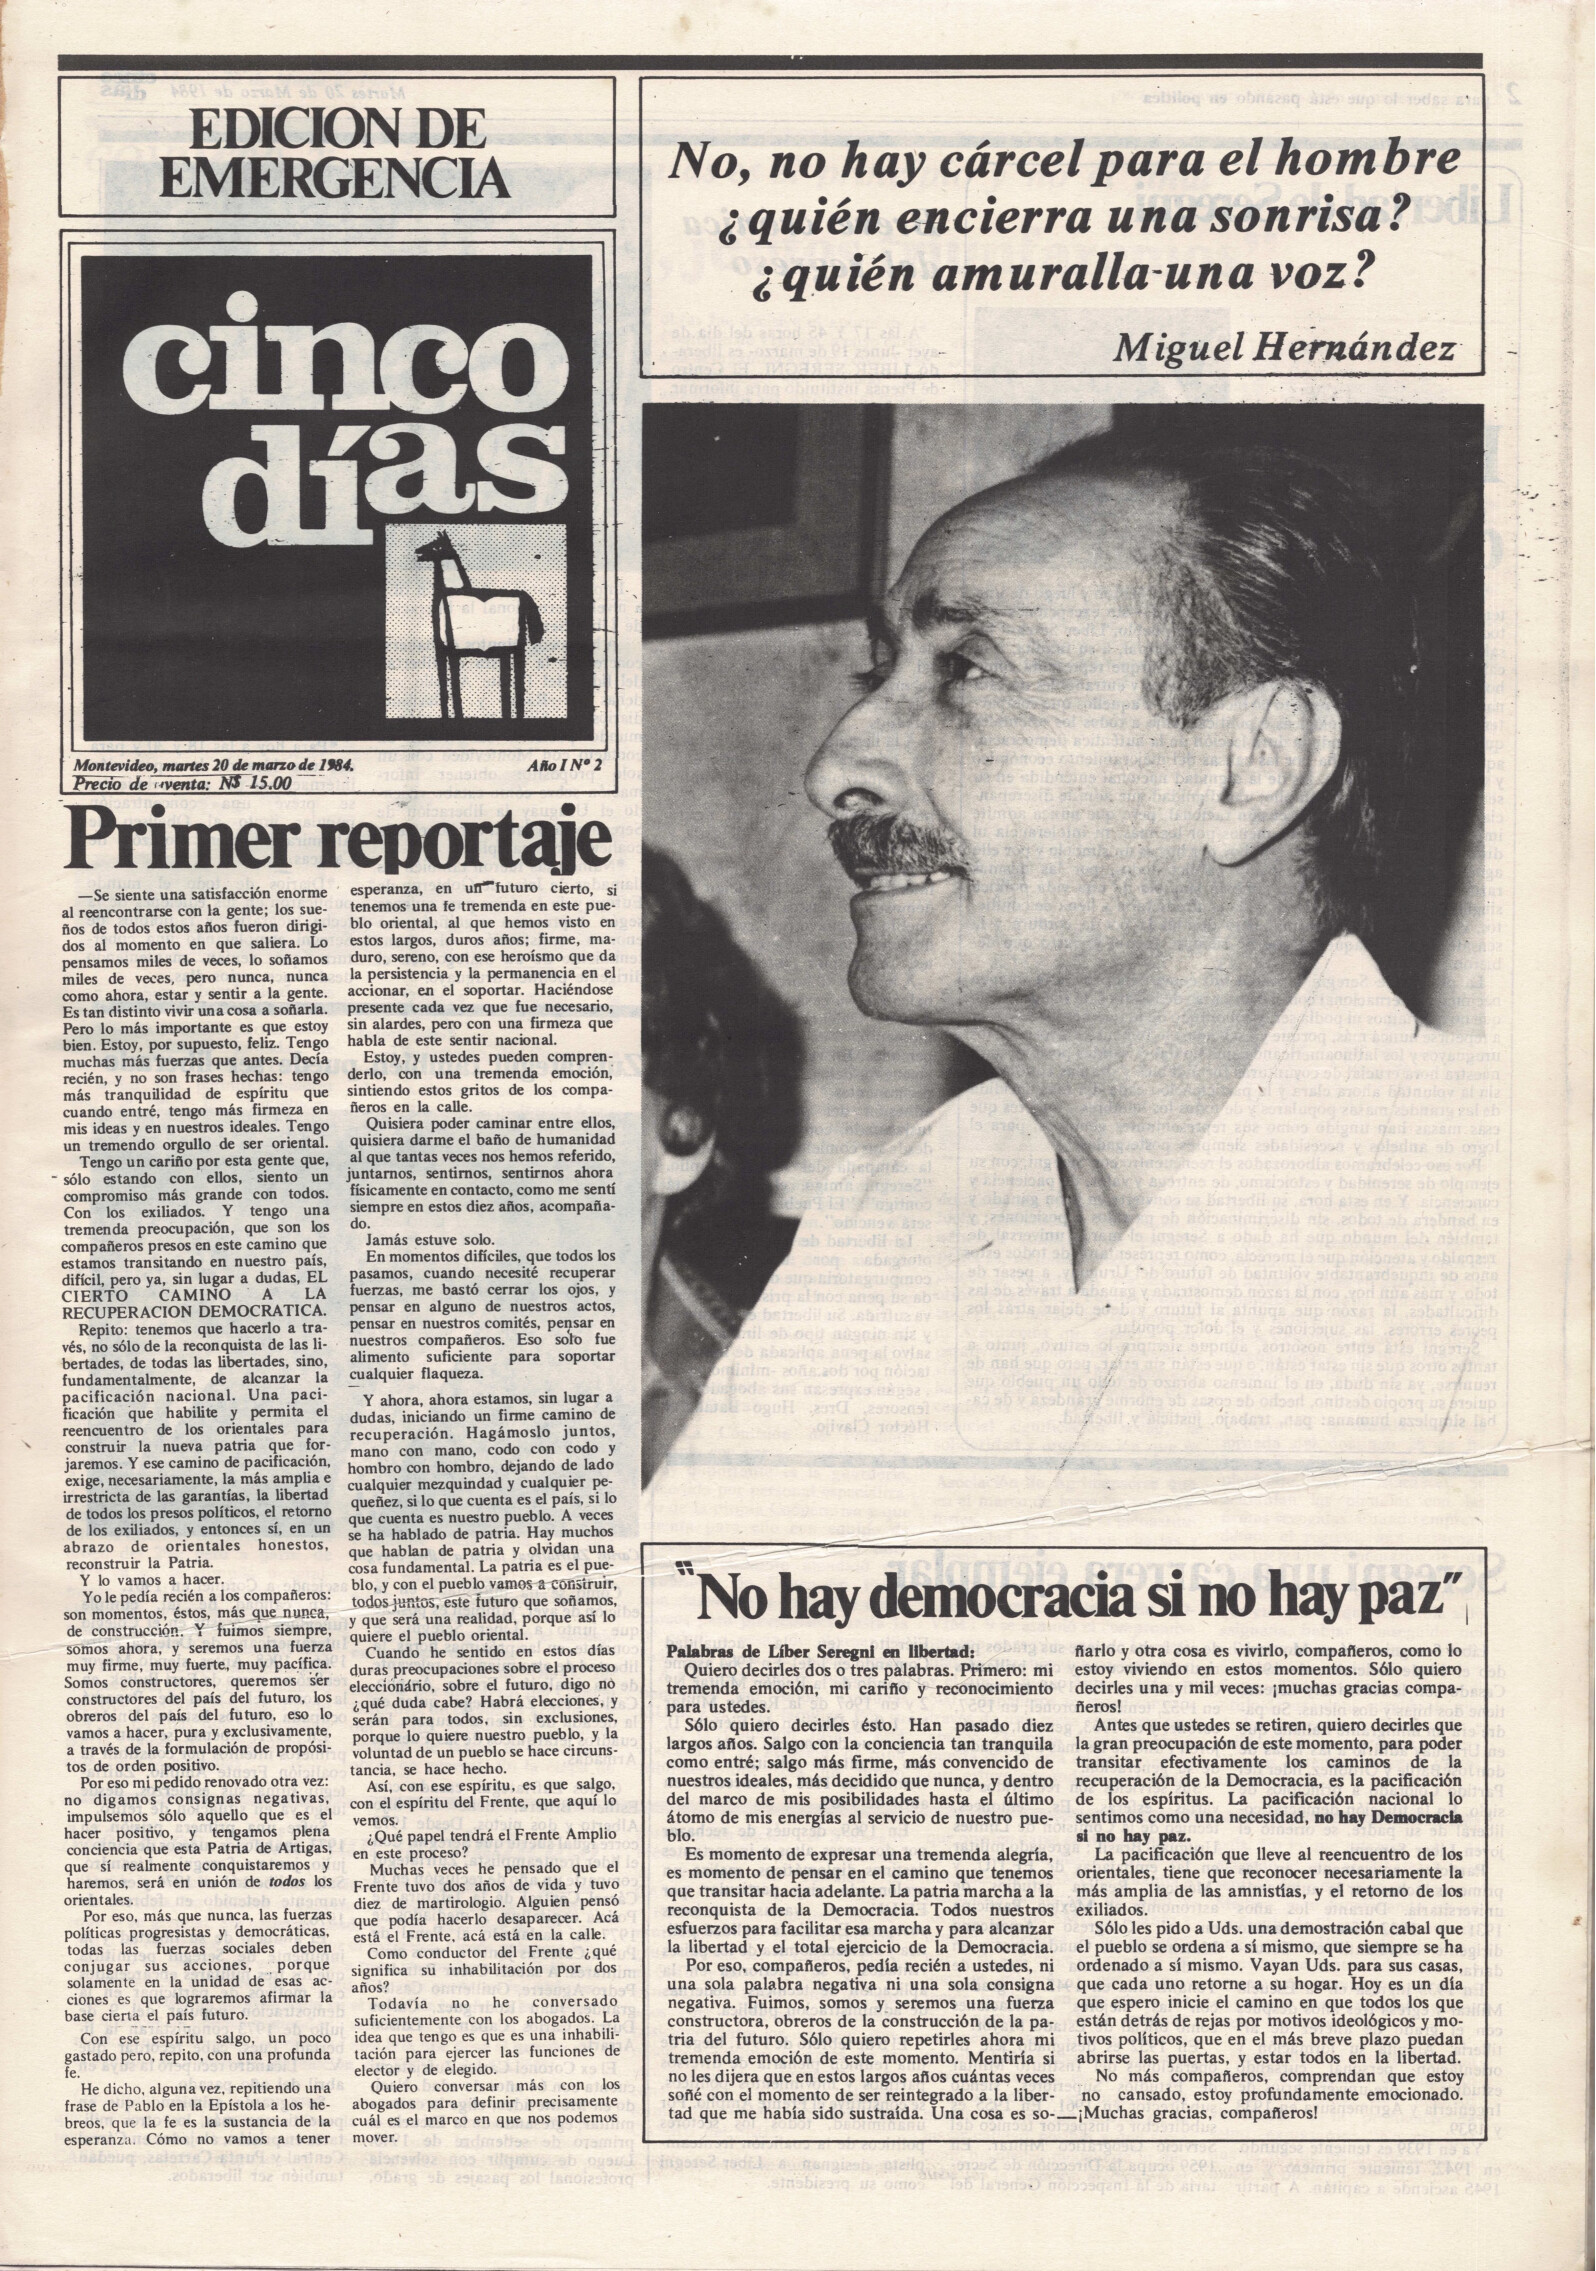 EDICION DE
EMERGENCIA
No, no hay cárcel para el hombre
¿quién encierra una sonrisa?
¿quién amuralla una voz?
Miguel Hernández
cinco
días
Montevideo, martes 20 de marzo de 1984.
Año I Nº 2
Precio de venta: N$ 15.00
Primer reportaje
—Se siente una satisfacción enorme
al reencontrarse con la gente; los sue-
ños de todos estos años fueron dirigi-
dos al momento en que saliera. Lo
pensamos miles de veces, lo soñamos
miles de veces, pero nunca, nunca
como ahora, estar y sentir a la gente.
Es tan distinto vivir una cosa a soñarla.
Pero lo más importante es que estoy
bien. Estoy, por supuesto, feliz. Tengo
muchas más fuerzas que antes. Decía
recién, y no son frases hechas: tengo
más tranquilidad de espíritu que
cuando entré, tengo más firmeza en
mis ideas y en nuestros ideales. Tengo
un tremendo orgullo de ser oriental.
Tengo un cariño por esta gente que,
sólo estando con ellos, siento un
compromiso más grande con todos.
Con los exiliados. Y tengo una
tremenda preocupación, que son los
compañeros presos en este camino que
estamos transitando en nuestro país,
difícil, pero ya, sin lugar a dudas, EL
CIERTO CAMINO A LA
RECUPERACION DEMOCRATICA.
Repito: tenemos que hacerlo a tra-
vés, no sólo de la reconquista de las li-
bertades, de todas las libertades, sino,
fundamentalmente, de alcanzar la
pacificación nacional. Una paci-
ficación que habilite y permita el
reencuentro de los orientales para
construir la nueva patria que for-
jaremos. Y ese camino de pacificación,
exige, necesariamente, la más amplia e
irrestricta de las garantías, la libertad
de todos los presos políticos, el retorno
de los exiliados, y entonces sí, en un
abrazo de orientales honestos,
reconstruir la Patria.
Y lo vamos a hacer.
Yo le pedía recién a los compañeros:
son momentos, éstos, más que nunca,
de construcción. Y fuimos siempre,
somos ahora, y seremos una fuerza
muy firme, muy fuerte, muy pacífica.
Somos constructores, queremos ser
constructores del país del futuro, los
obreros del país del futuro, eso lo
vamos a hacer, pura y exclusivamente,
a través de la formulación de propósi-
tos de orden positivo.
Por eso mi pedido renovado otra vez:
no digamos consignas negativas,
impulsemos sólo aquello que es el
hacer positivo, y tengamos plena
conciencia que esta Patria de Artigas,
que sí realmente conquistaremos y
haremos, será en unión de todos los
orientales.
Por eso, más que nunca, las fuerzas
políticas progresistas y democráticas,
todas las fuerzas sociales deben
conjugar sus acciones, porque
solamente en la unidad de esas ac-
ciones es que lograremos afirmar la
base cierta el país futuro.
Con ese espíritu salgo, un poco
gastado pero, repito, con una profunda
fe.
He dicho, alguna vez, repitiendo una
frase de Pablo en la Epístola a los he-
breos, que la fe es la sustancia de la
esperanza. Cómo no vamos a tener
esperanza, en un futuro cierto, si
tenemos una fe tremenda en este pue-
blo oriental, al que hemos visto en
estos largos, duros años; firme, ma-
duro, sereno, con ese heroísmo que da
la persistencia y la permanencia en el
accionar, en el soportar. Haciéndose
presente cada vez que fue necesario,
sin alardes, pero con una firmeza que
habla de este sentir nacional.
Estoy, y ustedes pueden compren-
derlo, con una tremenda emoción,
sintiendo estos gritos de los compa-
ñeros en la calle.
Quisiera poder caminar entre ellos,
quisiera darme el baño de humanidad
al que tantas veces nos hemos referido,
juntarnos, sentirnos, sentirnos ahora
físicamente en contacto, como me sentí
siempre en estos diez años, acompaña-
do.
Jamás estuve solo.
En momentos difíciles, que todos los
pasamos, cuando necesité recuperar
fuerzas, me bastó cerrar los ojos, y
pensar en alguno de nuestros actos,
pensar en nuestros comités, pensar en
nuestros compañeros. Eso solo fue
alimento suficiente para soportar
cualquier flaqueza.
Y ahora, ahora estamos, sin lugar a
dudas, iniciando un firme camino de
recuperación. Hagámoslo juntos,
mano con mano, codo con codo y
hombro con hombro, dejando de lado
cualquier mezquindad y cualquier pe-
queñez, si lo que cuenta es el país, si lo
que cuenta es nuestro pueblo. A veces
se ha hablado de patria. Hay muchos
que hablan de patria y olvidan una
cosa fundamental. La patria es el pue-
blo, y con el pueblo vamos a construir,
todos juntos, este futuro que soñamos,
y que será una realidad, porque así lo
quiere el pueblo oriental.
Cuando he sentido en estos días
duras preocupaciones sobre el proceso
eleccionário, sobre el futuro, digo no
¿qué duda cabe? Habrá elecciones, y
serán para todos, sin exclusiones,
porque lo quiere nuestro pueblo, y la
voluntad de un pueblo se hace circuns-
tancia, se hace hecho.
Así, con ese espíritu, es que salgo,
con el espíritu del Frente, que aquí lo
vemos.
¿Qué papel tendrá el Frente Amplio
en este proceso?
Muchas veces he pensado que el
Frente tuvo dos años de vida y tuvo
diez de martirologio. Alguien pensó
que podía hacerlo desaparecer. Acá
está el Frente, acá está en la calle.
Como conductor del Frente ¿qué
significa su inhabilitación por dos
años?
Todavía no he conversado
suficientemente con los abogados. La
idea que tengo es que es una inhabili-
tación para ejercer las funciones de
elector y de elegido.
Quiero conversar más con los
abogados para definir precisamente
cuál es el marco en que nos podemos
mover.
"No hay democracia si no hay paz"
Palabras de Líber Seregni en libertad:
Quiero decirles dos o tres palabras. Primero: mi
tremenda emoción, mi cariño y reconocimiento
para ustedes.
Sólo quiero decirles ésto. Han pasado diez
largos años. Salgo con la conciencia tan tranquila
como entré; salgo más firme, más convencido de
nuestros ideales, más decidido que nunca, y dentro
del marco de mis posibilidades hasta el último
átomo de mis energías al servicio de nuestro pue-
blo.
Es momento de expresar una tremenda alegría,
es momento de pensar en el camino que tenemos
que transitar hacia adelante. La patria marcha a la
reconquista de la Democracia. Todos nuestros
esfuerzos para facilitar esa marcha y para alcanzar
la libertad y el total ejercicio de la Democracia.
Por eso, compañeros, pedía recién a ustedes, ni
una sola palabra negativa ni una sola consigna
negativa. Fuimos, somos y seremos una fuerza
constructora, obreros de la construcción de la pa-
tria del futuro. Sólo quiero repetirles ahora mi
tremenda emoción de este momento. Mentiría si
no les dijera que en estos largos años cuántas veces
soñé con el momento de ser reintegrado a la liber-
tad que me había sido sustraída. Una cosa es so-
ñarlo y otra cosa es vivirlo, compañeros, como lo
estoy viviendo en estos momentos. Sólo quiero
decirles una y mil veces: ¡muchas gracias compa-
ñeros!
Antes que ustedes se retiren, quiero decirles que
la gran preocupación de este momento, para poder
transitar efectivamente los caminos de la
recuperación de la Democracia, es la pacificación
de los espíritus. La pacificación nacional lo
sentimos como una necesidad, no hay Democracia
si no hay paz.
La pacificación que lleve al reencuentro de los
orientales, tiene que reconocer necesariamente la
más amplia de las amnistías, y el retorno de los
exiliados.
Sólo les pido a Uds. una demostración cabal que
el pueblo se ordena a sí mismo, que siempre se ha
ordenado a sí mismo. Vayan Uds. para sus casas,
que cada uno retorne a su hogar. Hoy es un día
que espero inicie el camino en que todos los que
están detrás de rejas por motivos ideológicos y mo-
tivos políticos, que en el más breve plazo puedan
abrirse las puertas, y estar todos en la libertad.
No más compañeros, comprendan que estoy
no cansado, estoy profundamente emocionado.
¡Muchas gracias, compañeros!